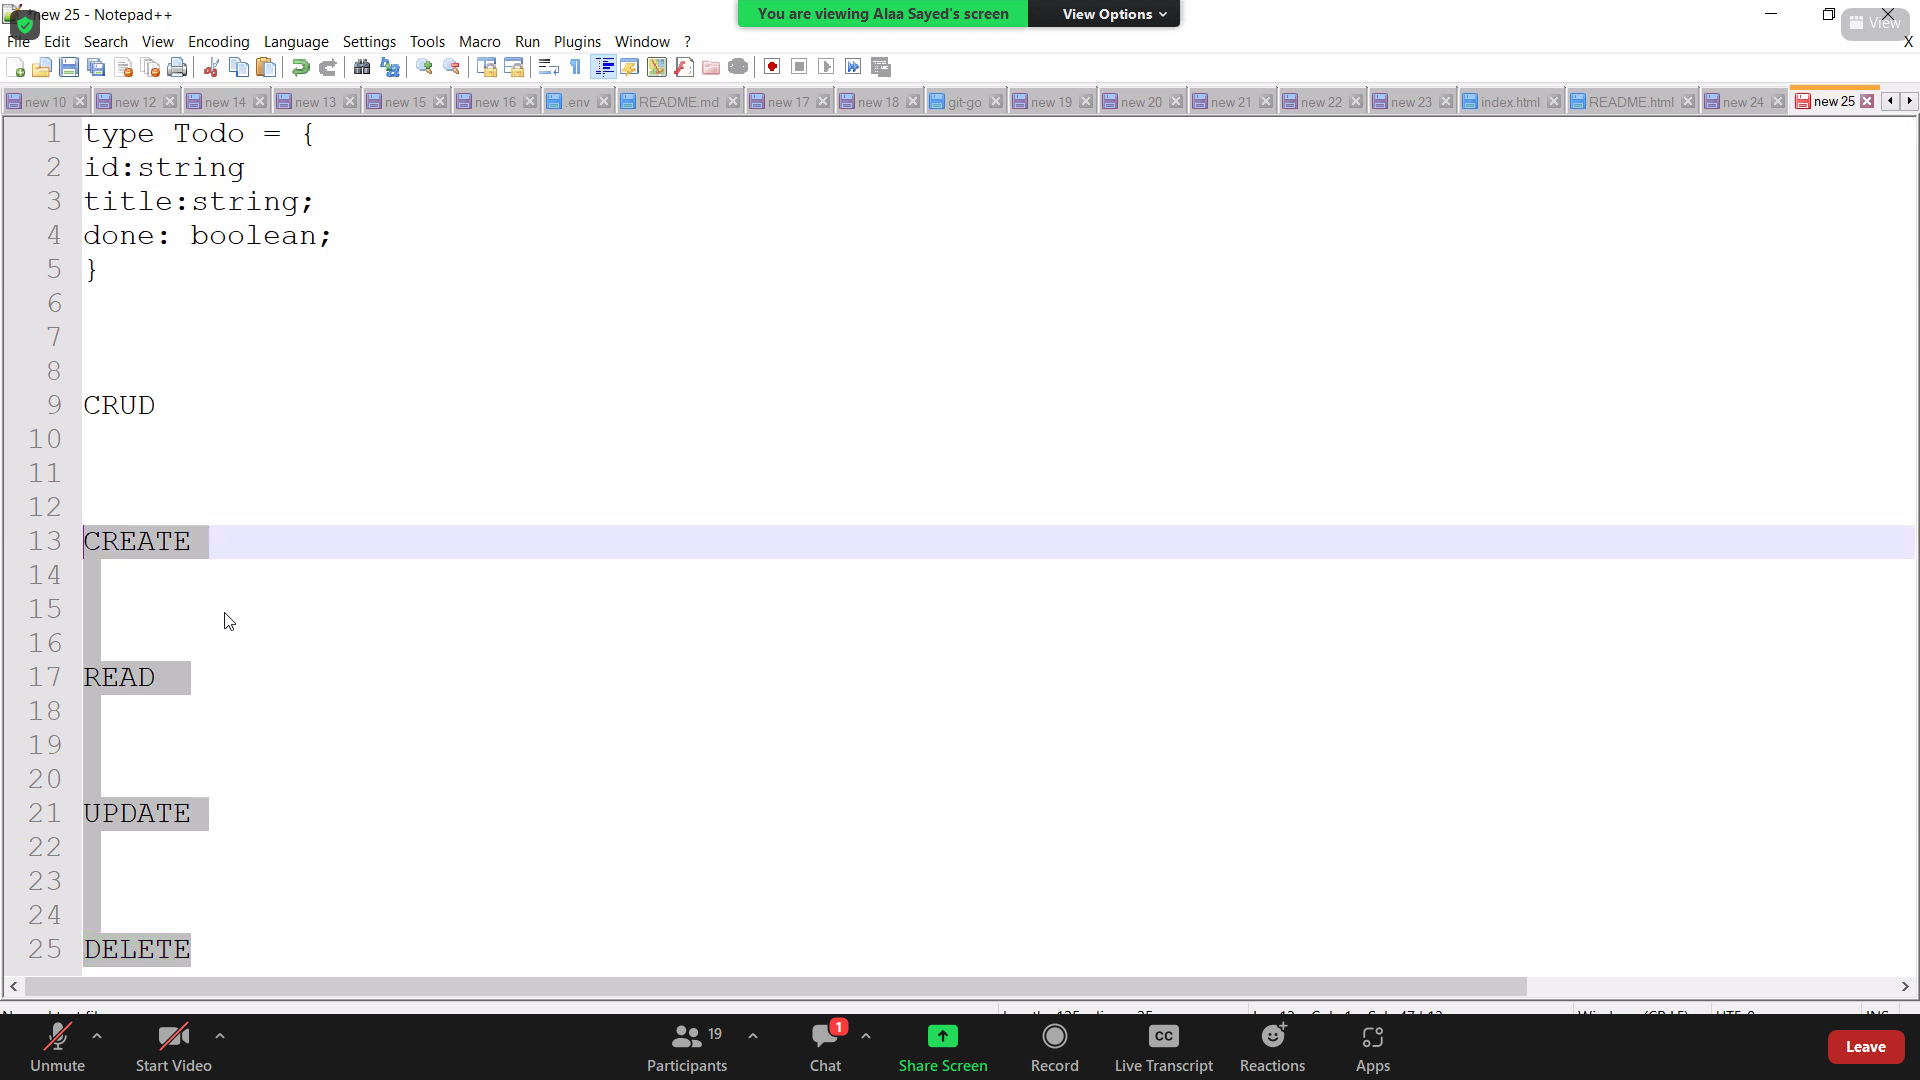 new 25 - Notepad++
You are viewing Alaa Sayed's screen
View Options
View
File Edit Search View Encoding Language Settings Tools Macro Run Plugins Window ?
X
new 10 new 12 new 14 new 13 new 15 new 16 .env README.md new 17 new 18 git-go new 19 new 20 new 21 new 22 new 23 index.html README.html new 24 new 25
1 type Todo = {
2 id:string
3 title:string;
4 done: boolean;
5 }
6
7
8
9 CRUD
10
11
12
13 CREATE
14
15
16
17 READ
18
19
20
21 UPDATE
22
23
24
25 DELETE
19
1
CC
Unmute Start Video Participants Chat Share Screen Record Live Transcript Reactions Apps
Leave